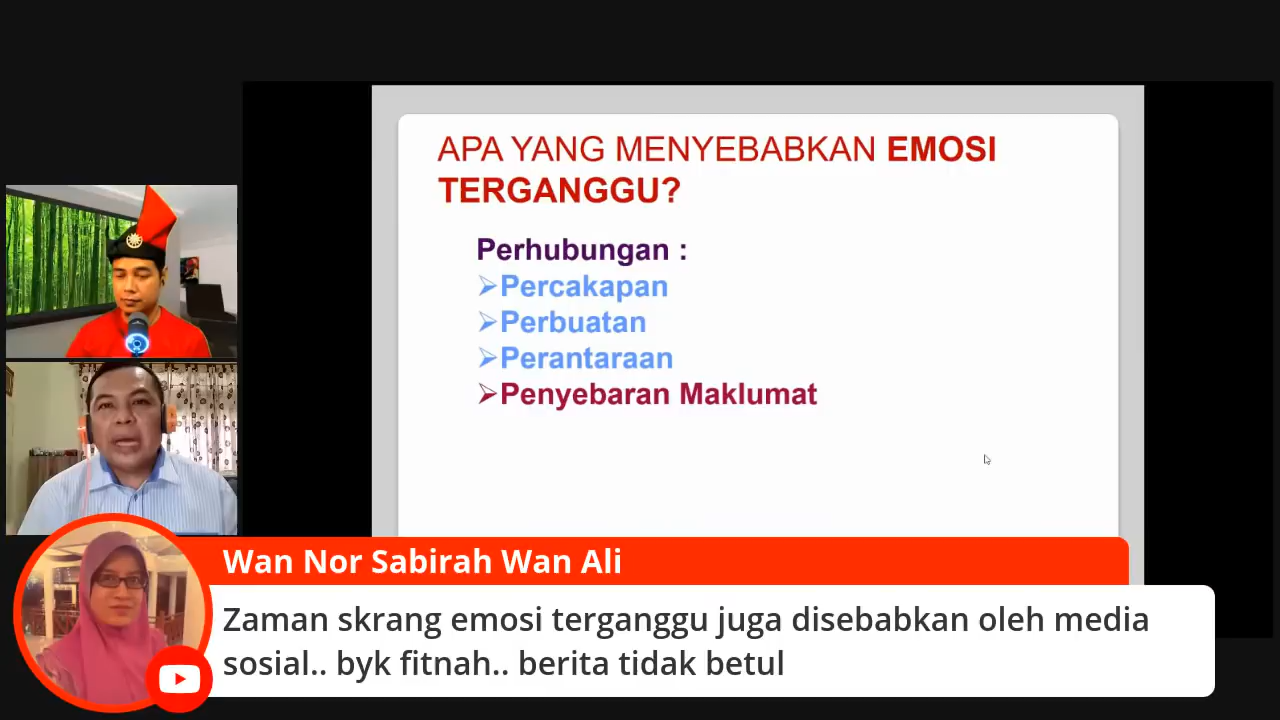 APA YANG MENYEBABKAN EMOSI
TERGANGGU?
Perhubungan :
➢Percakapan
➢Perbuatan
➢Perantaraan
➢Penyebaran Maklumat
Wan Nor Sabirah Wan Ali
Zaman skrang emosi terganggu juga disebabkan oleh media
sosial.. byk fitnah.. berita tidak betul